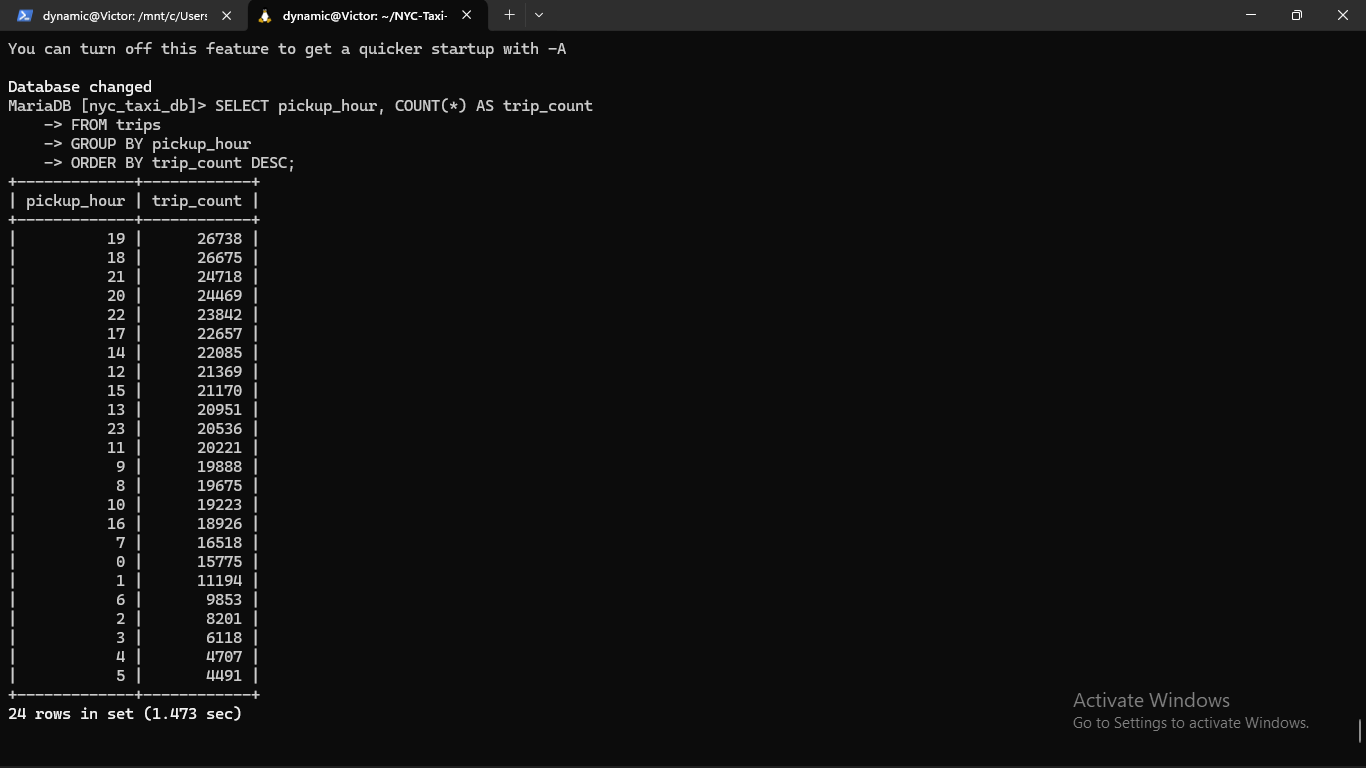 dynamic@Victor: /mnt/c/Users
dynamic@Victor: ~/NYC-Taxi-
You can turn off this feature to get a quicker startup with -A
Database changed
MariaDB [nyc_taxi_db]> SELECT pickup_hour, COUNT(*) AS trip_count
    -> FROM trips
    -> GROUP BY pickup_hour
    -> ORDER BY trip_count DESC;
+-------------+------------+
| pickup_hour | trip_count |
+-------------+------------+
|          19 |      26738 |
|          18 |      26675 |
|          21 |      24718 |
|          20 |      24469 |
|          22 |      23842 |
|          17 |      22657 |
|          14 |      22085 |
|          12 |      21369 |
|          15 |      21170 |
|          13 |      20951 |
|          23 |      20536 |
|          11 |      20221 |
|           9 |      19888 |
|           8 |      19675 |
|          10 |      19223 |
|          16 |      18926 |
|           7 |      16518 |
|           0 |      15775 |
|           1 |      11194 |
|           6 |       9853 |
|           2 |       8201 |
|           3 |       6118 |
|           4 |       4707 |
|           5 |       4491 |
+-------------+------------+
24 rows in set (1.473 sec)
Activate Windows
Go to Settings to activate Windows.